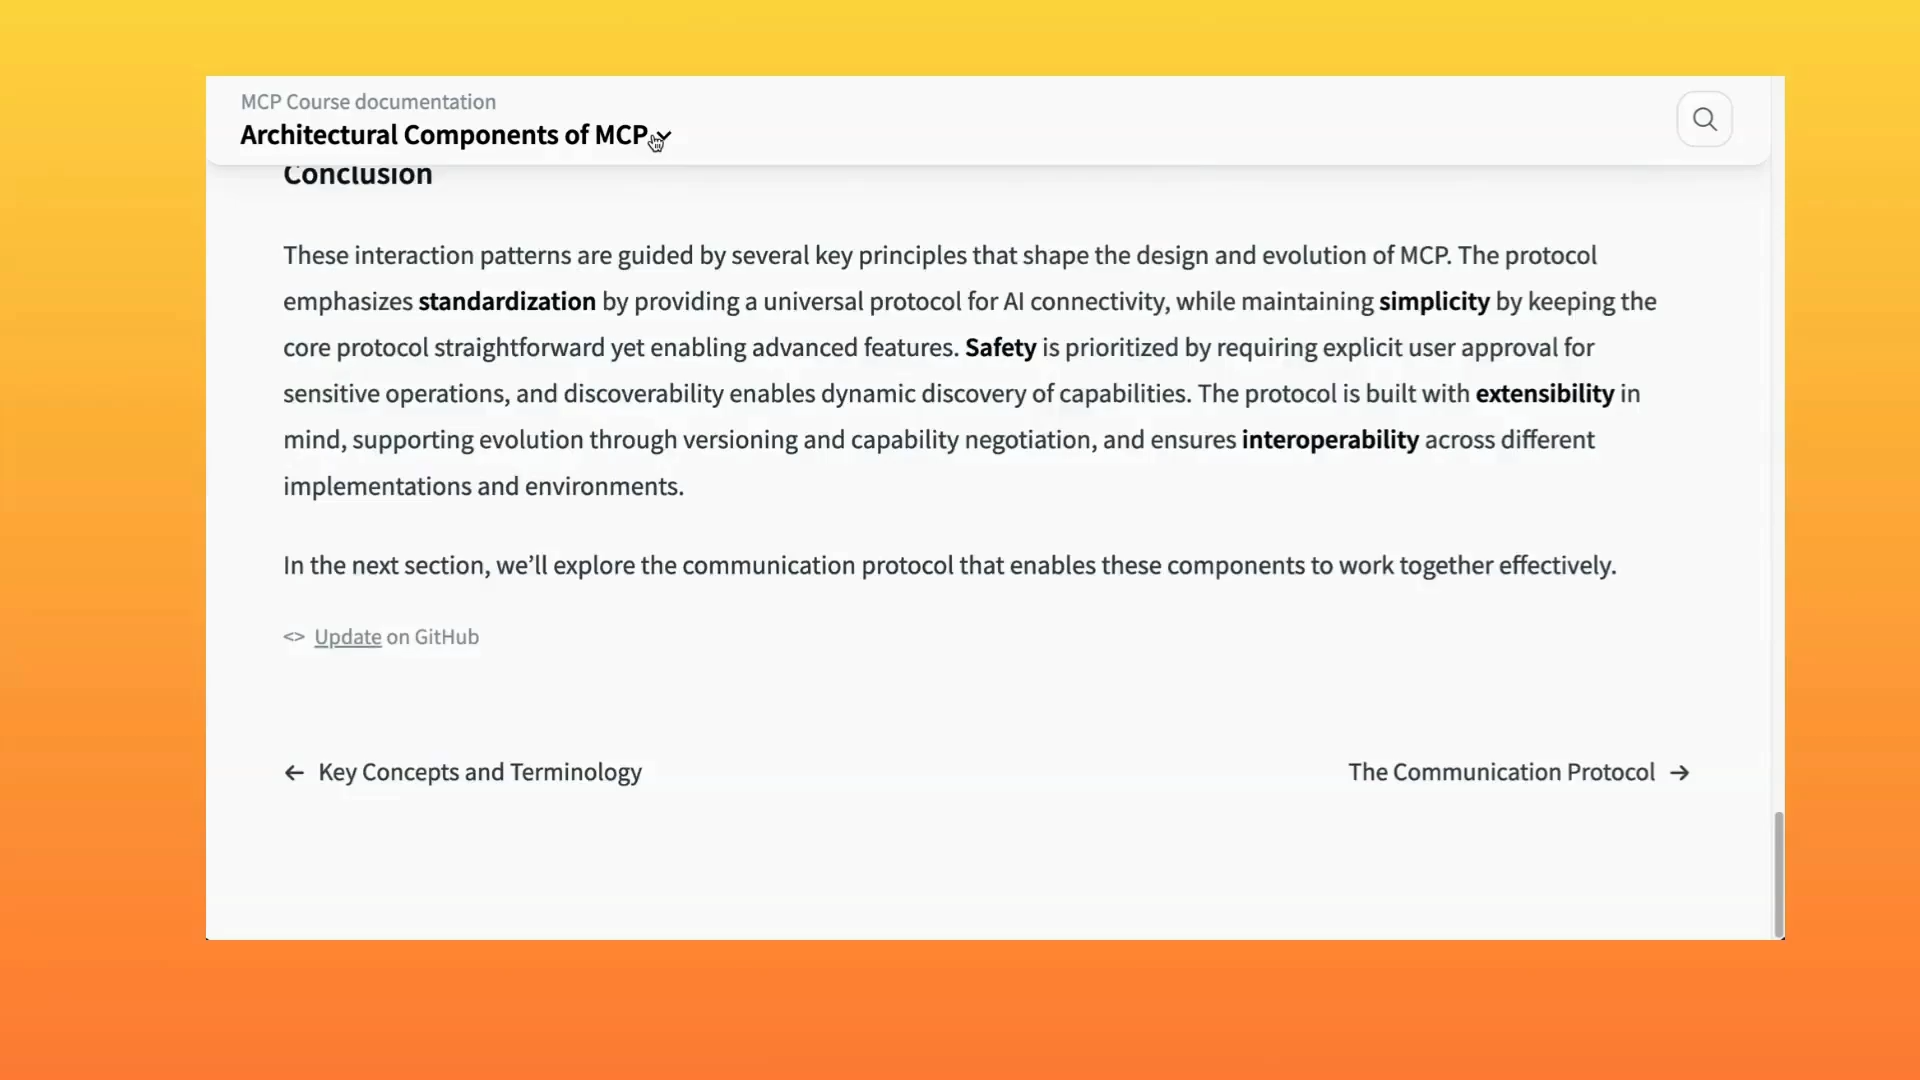 MCP Course documentation
Architectural Components of MCP
Conclusion
These interaction patterns are guided by several key principles that shape the design and evolution of MCP. The protocol
emphasizes standardization by providing a universal protocol for AI connectivity, while maintaining simplicity by keeping the
core protocol straightforward yet enabling advanced features. Safety is prioritized by requiring explicit user approval for
sensitive operations, and discoverability enables dynamic discovery of capabilities. The protocol is built with extensibility in
mind, supporting evolution through versioning and capability negotiation, and ensures interoperability across different
implementations and environments.
In the next section, we’ll explore the communication protocol that enables these components to work together effectively.
<> Update on GitHub
← Key Concepts and Terminology
The Communication Protocol →